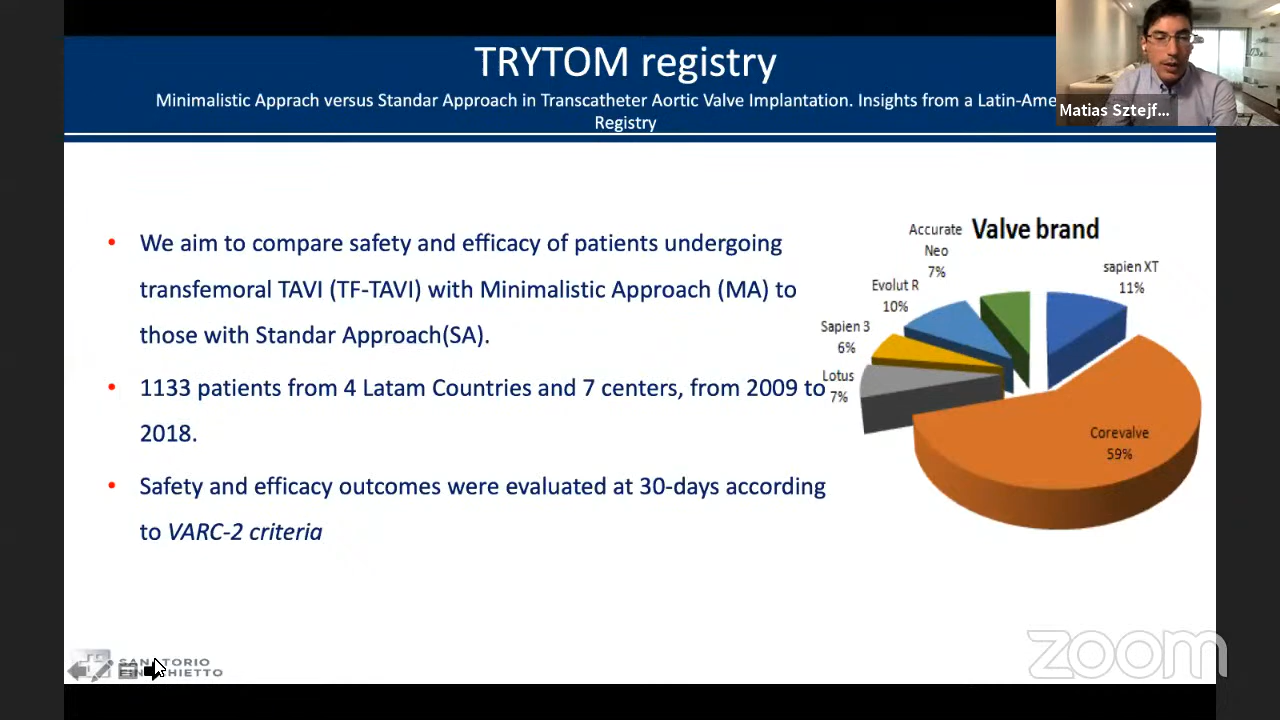 TRYTOM registry
Minimalistic Apprach versus Standar Approach in Transcatheter Aortic Valve Implantation. Insights from a Latin-Ame
Registry
Matias Sztejf...
We aim to compare safety and efficacy of patients undergoing
transfemoral TAVI (TF-TAVI) with Minimalistic Approach (MA) to
those with Standar Approach(SA).
1133 patients from 4 Latam Countries and 7 centers, from 2009 to
2018.
Safety and efficacy outcomes were evaluated at 30-days according
to VARC-2 criteria
Valve brand
Accurate
Neo
7%
sapien XT
11%
Evolut R
10%
Sapien 3
6%
Lotus
7%
Corevalve
59%
zoom